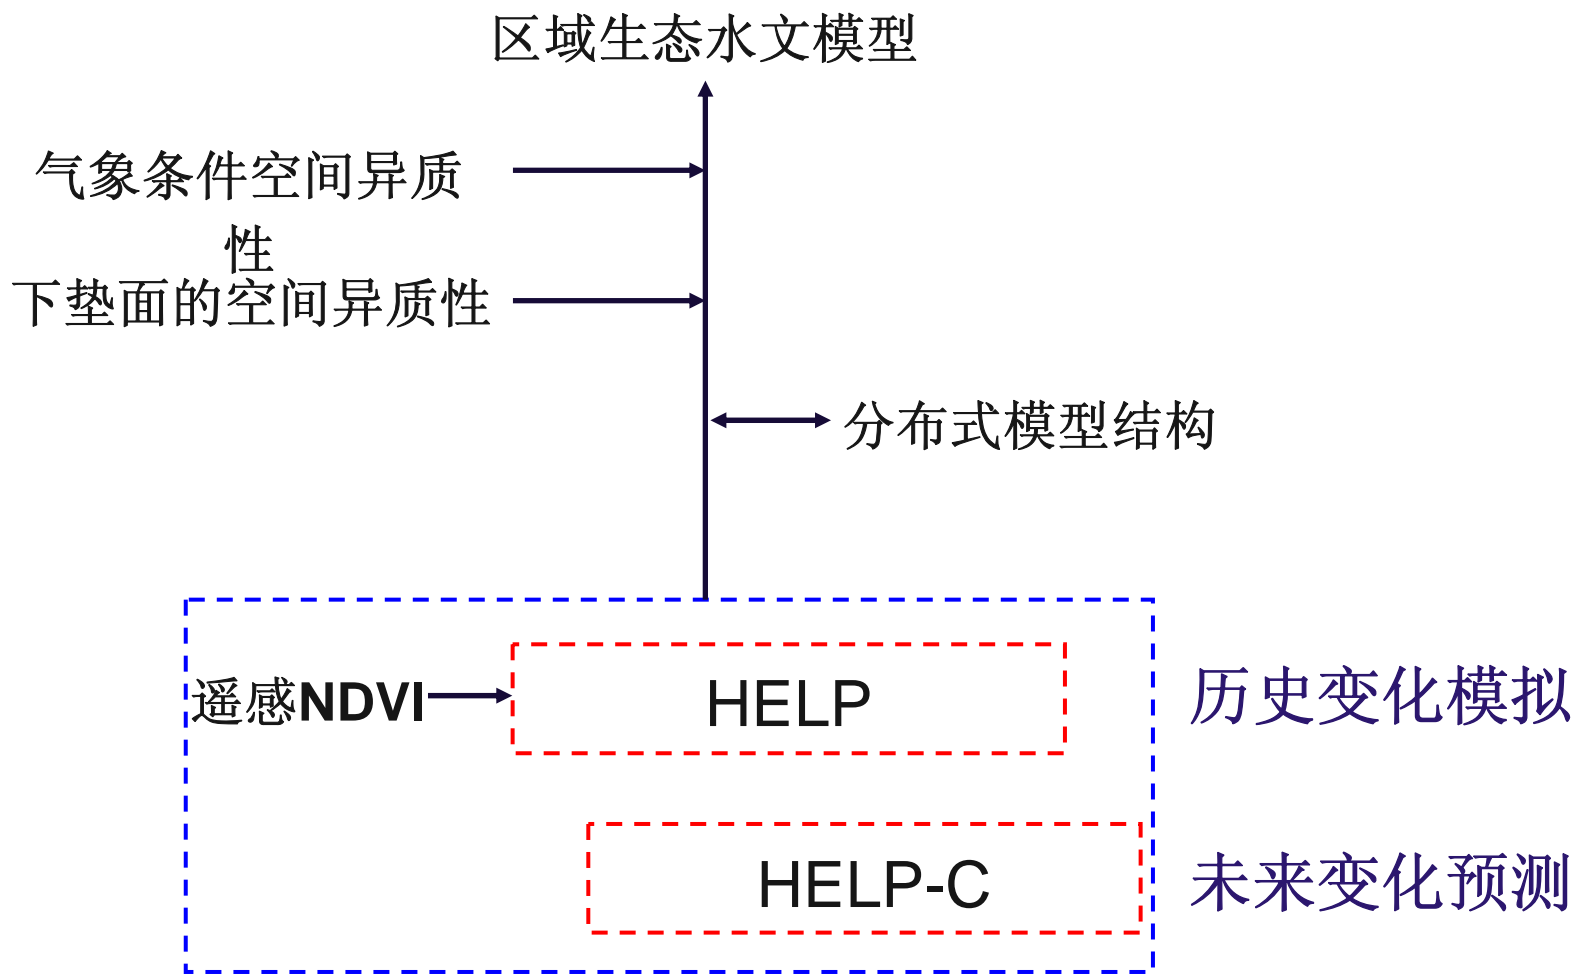 区域生态水文模型
气象条件空间异质
性
下垫面的空间异质性
分布式模型结构
遥感NDVI
HELP
历史变化模拟
HELP-C
未来变化预测